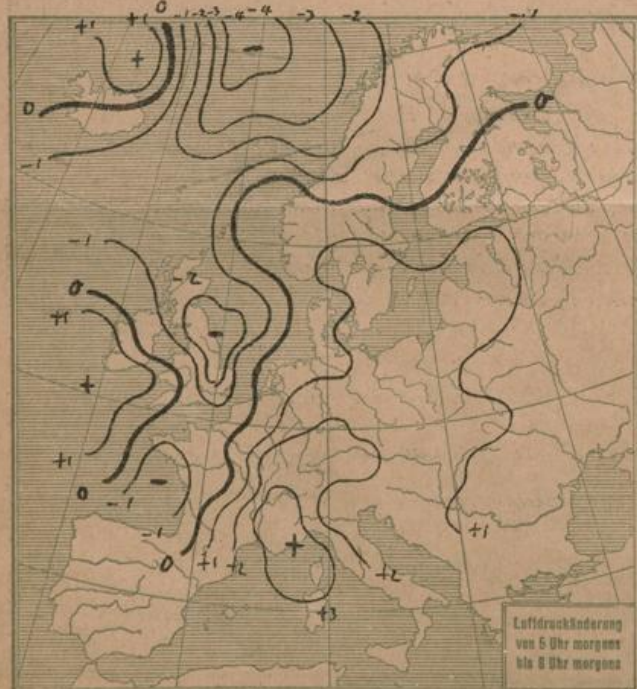 0
+1 +1 -1 -2 -3 -4 -4 -3 -2 -1
+ -
0 0
-1
-1
-2
0
+1
-
+
+1
0 -1 -
-1
0 +1 +2 + +2 +1
+3
Luftdruckänderung
von 5 Uhr morgens
bis 8 Uhr morgens